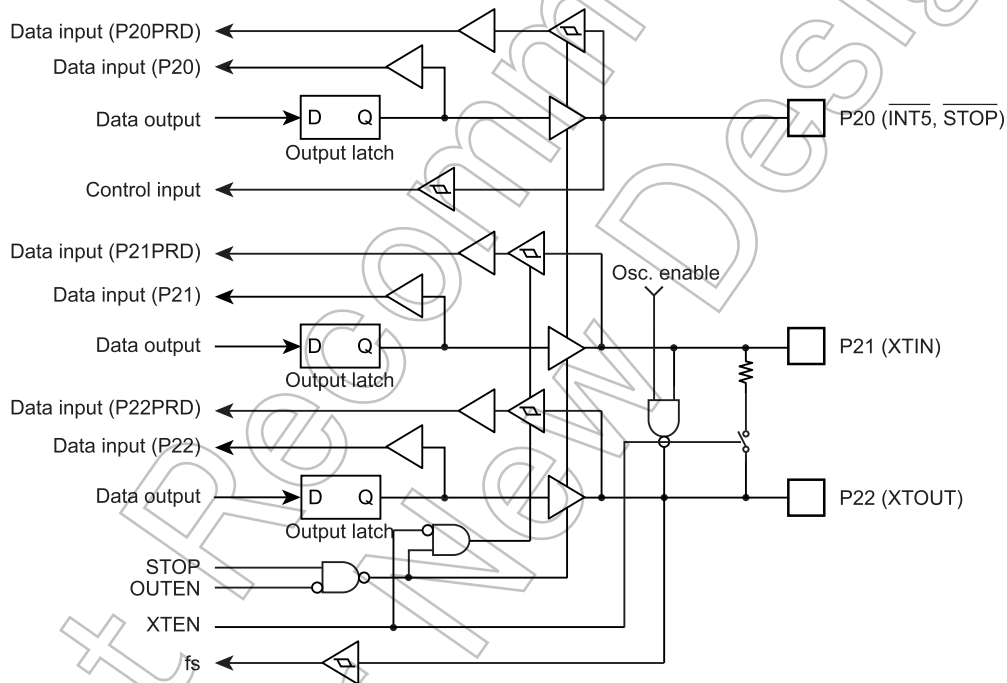 Data input (P20PRD)
Data input (P20)
Data output
D Q
Output latch
P20 (INT5, STOP)
Control input
Data input (P21PRD)
Osc. enable
Data input (P21)
Data output
D Q
Output latch
P21 (XTIN)
Data input (P22PRD)
Data input (P22)
Data output
D Q
Output latch
P22 (XTOUT)
STOP
OUTEN
XTEN
fs